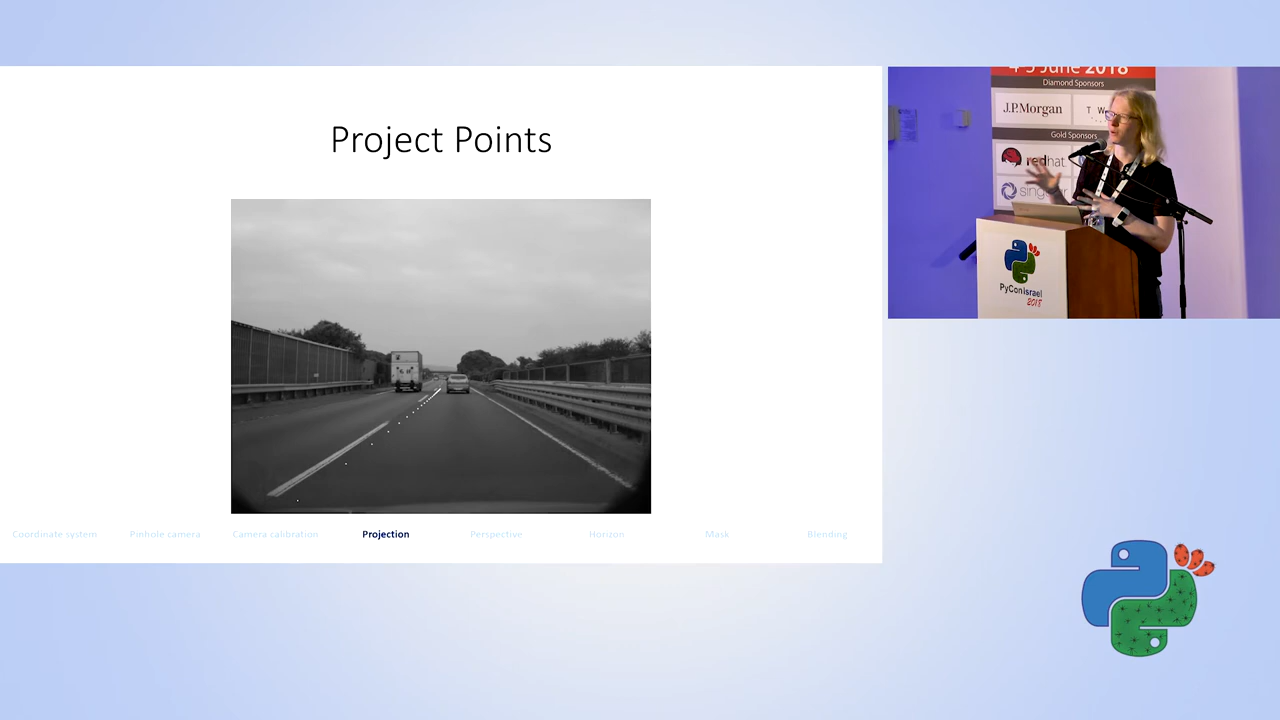 Project Points
Coordinate system
Pinhole camera
Camera calibration
Projection
Perspective
Horizon
Mask
Blending
4-5 June 2018
Diamond Sponsors
J.P.Morgan
T W
Gold Sponsors
redhat.
PyConisrael
2018